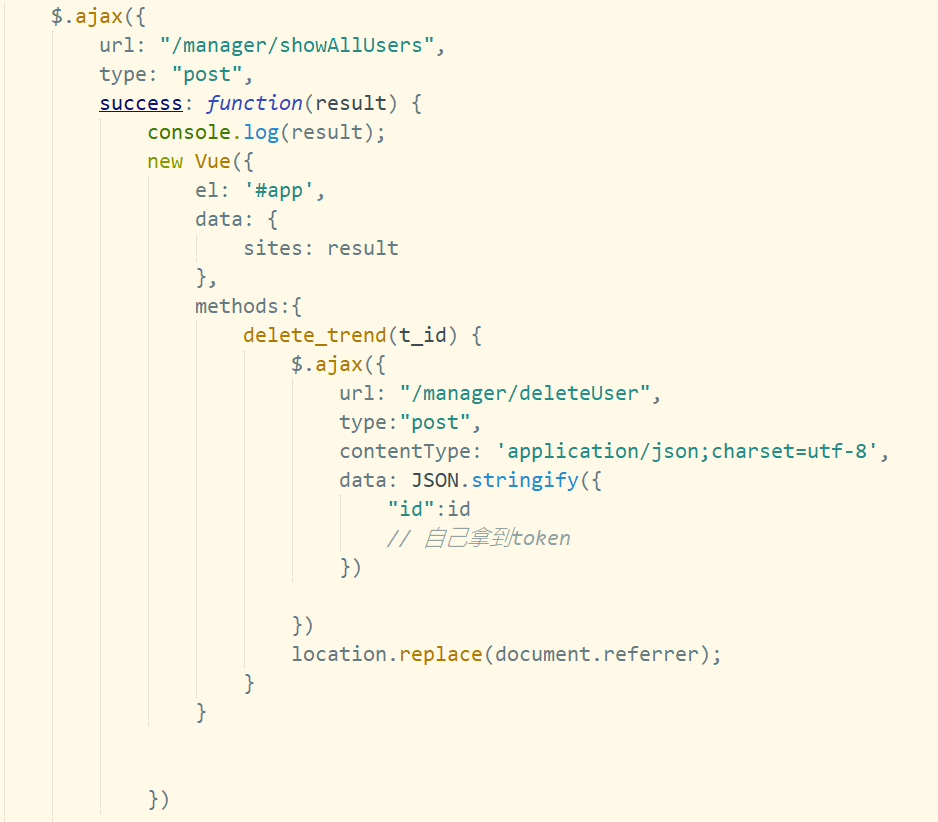 $.ajax({
url: "/manager/showAllUsers",
type: "post",
success: function(result) {
console.log(result);
new Vue({
el: '#app',
data: {
sites: result
},
methods:{
delete_trend(t_id) {
$.ajax({
url: "/manager/deleteUser",
type:"post",
contentType: 'application/json;charset=utf-8',
data: JSON.stringify({
"id":id
// 自己拿到token
})
})
location.replace(document.referrer);
}
}
})